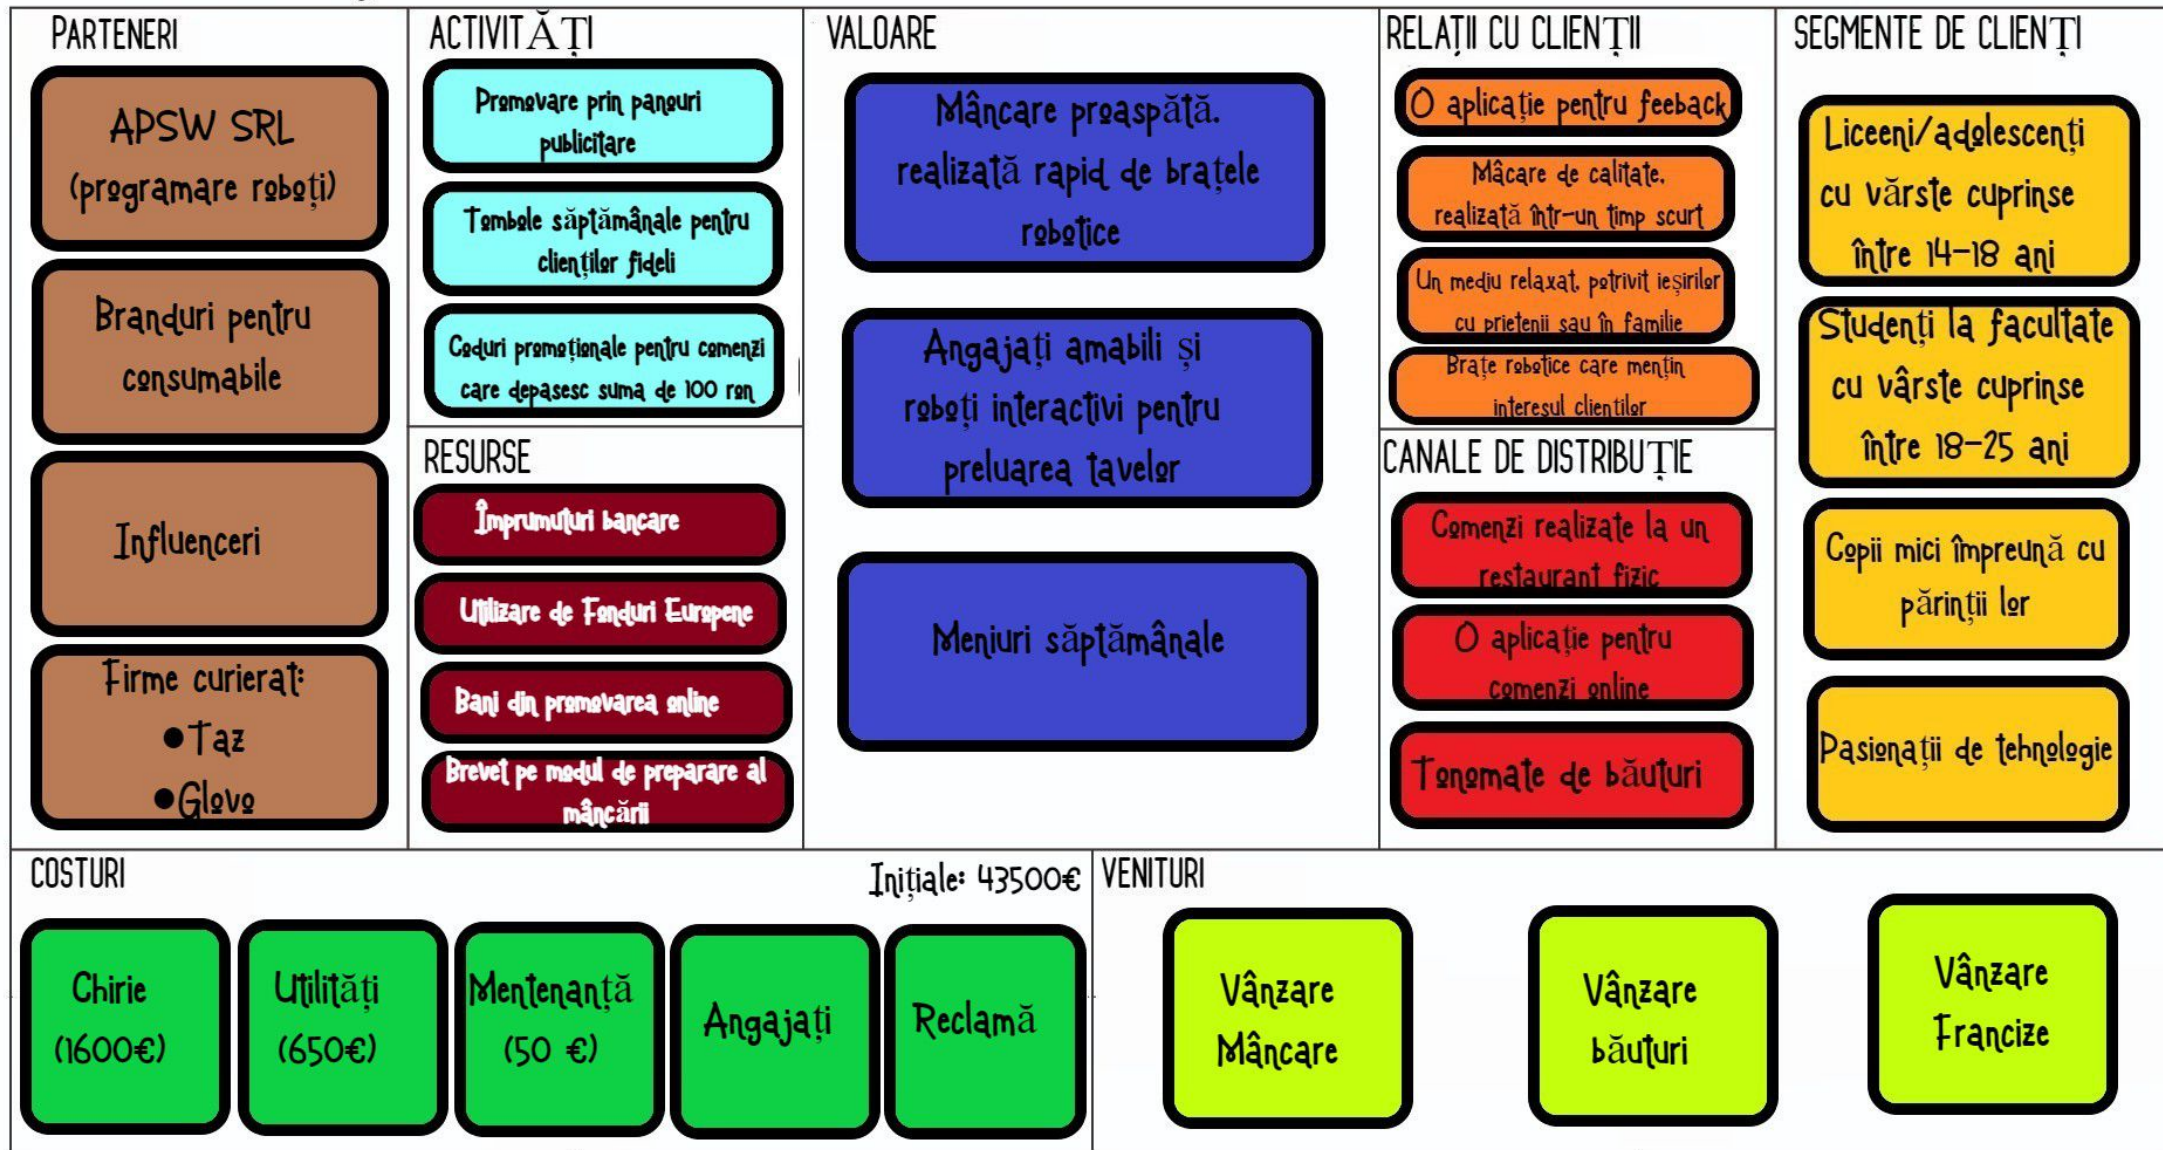 PARTENERI
APSW SRL
(programare roboți)
Branduri pentru
consumabile
Influenceri
Firme curierat:
●Taz
●Glovo
ACTIVITĂȚI
Promovare prin panouri
publicitare
Tombole săptămânale pentru
clienților fideli
Coduri promoționale pentru comenzi
care depasesc suma de 100 ron
RESURSE
Împrumuturi bancare
Utilizare de Fonduri Europene
Bani din promovarea online
Brevet pe modul de preparare al
mâncării
VALOARE
Mâncare proaspătă.
realizată rapid de brațele
robotice
Angajați amabili și
roboți interactivi pentru
preluarea tavelor
Meniuri săptămânale
RELAȚII CU CLIENȚII
O aplicație pentru feeback
Mâcare de calitate,
realizată într-un timp scurt
Un mediu relaxat, potrivit ieșirilor
cu prietenii sau în familie
Brațe robotice care mențin
interesul clientilor
CANALE DE DISTRIBUȚIE
Comenzi realizate la un
restaurant fizic
O aplicație pentru
comenzi online
Tonomate de băuturi
SEGMENTE DE CLIENȚI
Liceeni/adolescenți
cu vărste cuprinse
între 14-18 ani
Studenți la facultate
cu vârste cuprinse
între 18-25 ani
Copii mici împreună cu
părinții lor
Pasionații de tehnologie
COSTURI
Inițiale: 43500€
Chirie
(1600€)
Utilități
(650€)
Mentenanță
(50 €)
Angajați
Reclamă
VENITURI
Vânzare
Mâncare
Vânzare
băuturi
Vânzare
Francize